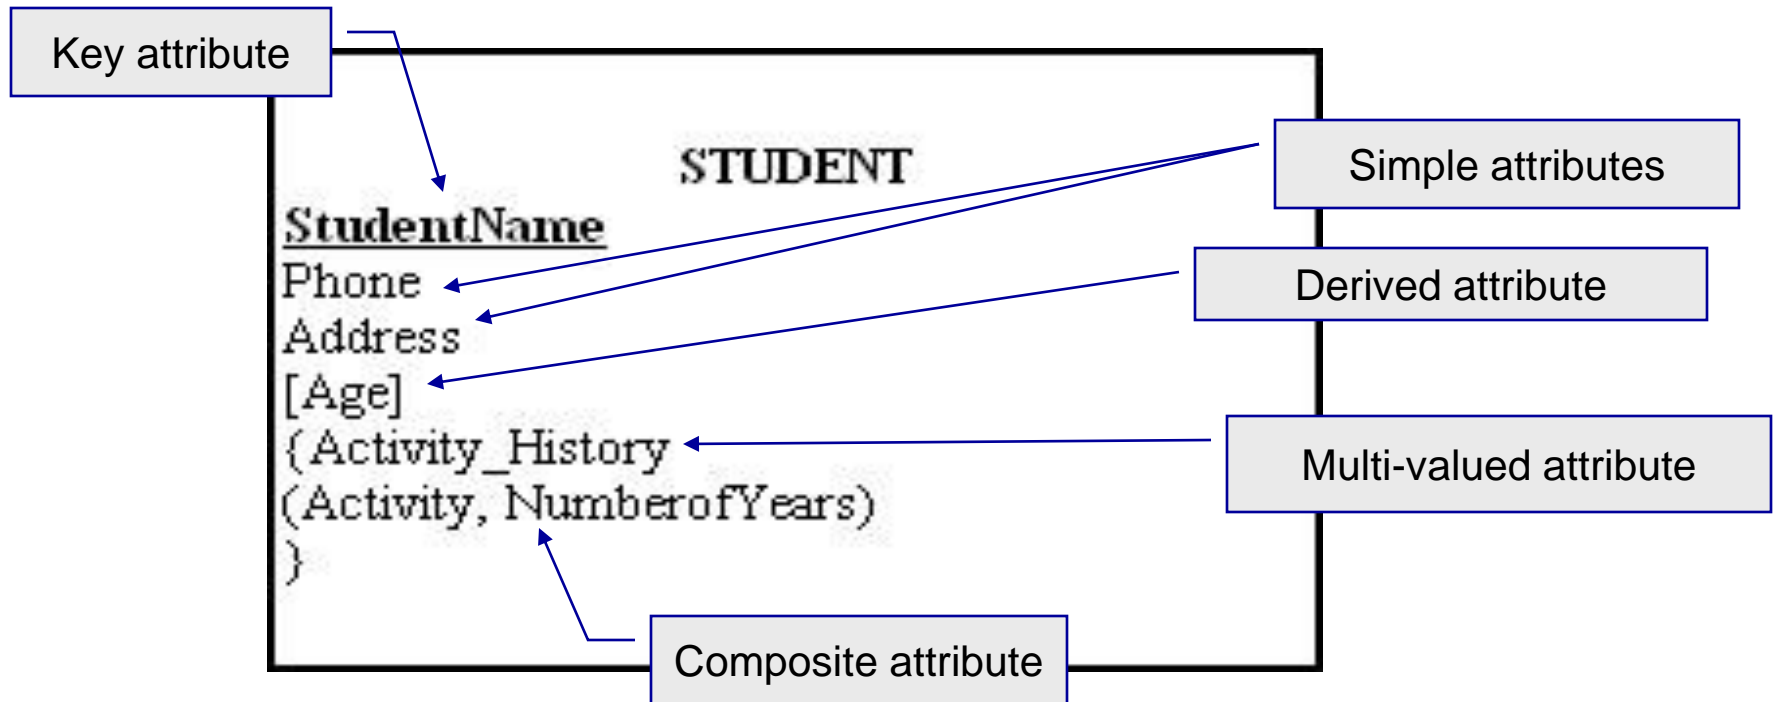 Key attribute
STUDENT
Simple attributes
StudentName
Phone
Derived attribute
Address
[Age]
{Activity_History
Multi-valued attribute
(Activity, NumberofYears)
}
Composite attribute